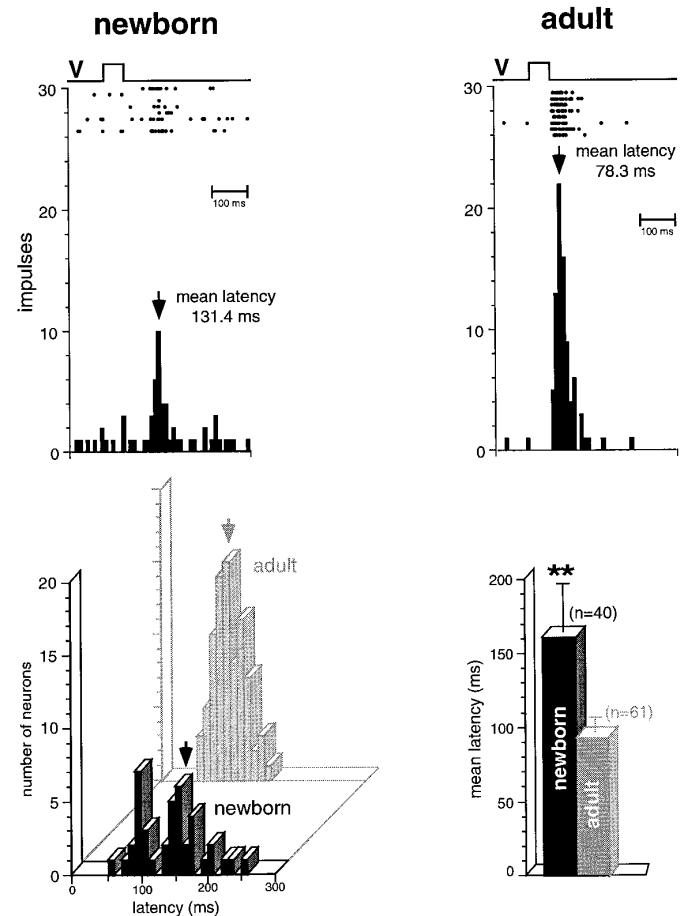 newborn
adult
V
V
30
20
10
0
impulses
100 ms
mean latency
131.4 ms
30
20
10
0
mean latency
78.3 ms
100 ms
20
15
10
5
0
number of neurons
adult
newborn
0
100
200
300
latency (ms)
200
150
100
50
0
mean latency (ms)
**
(n=40)
(n=61)
newborn
adult